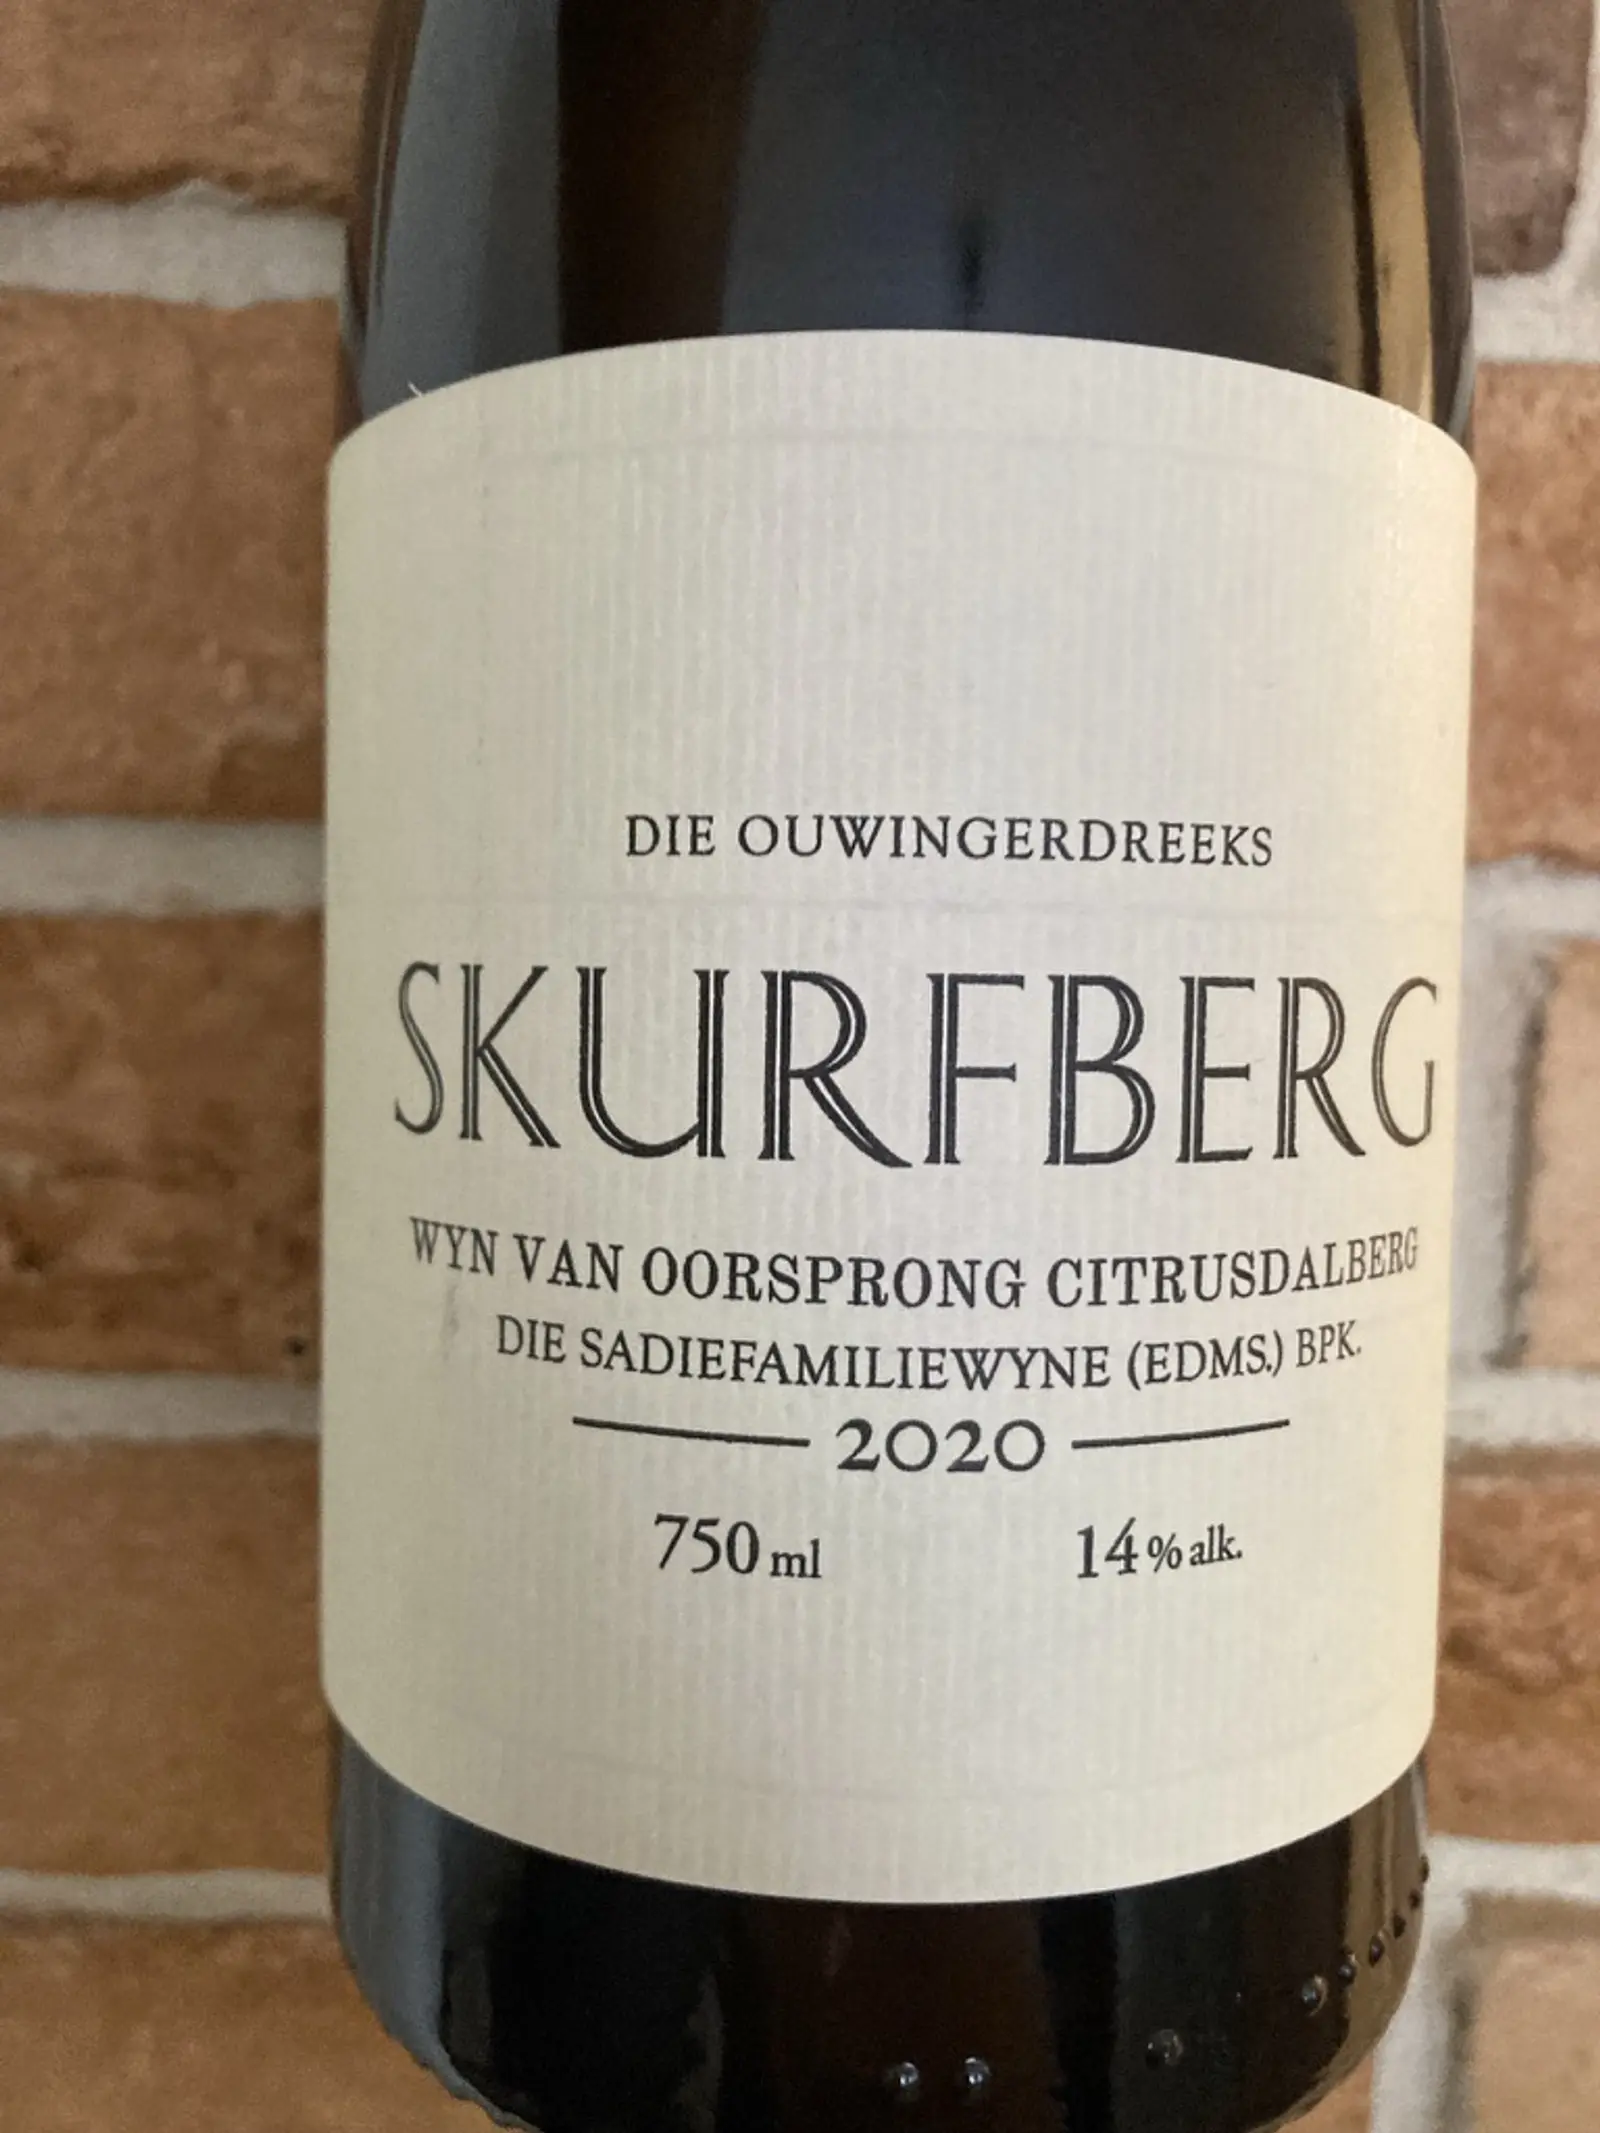 DIE OUWINGERDREEKS
SKURFBERG
WYN VAN OORSPRONG CITRUSDALBERG
DIE SADIEFAMILIEWYNE (EDMS.) BPK.
2020
750 ml 14% alk.